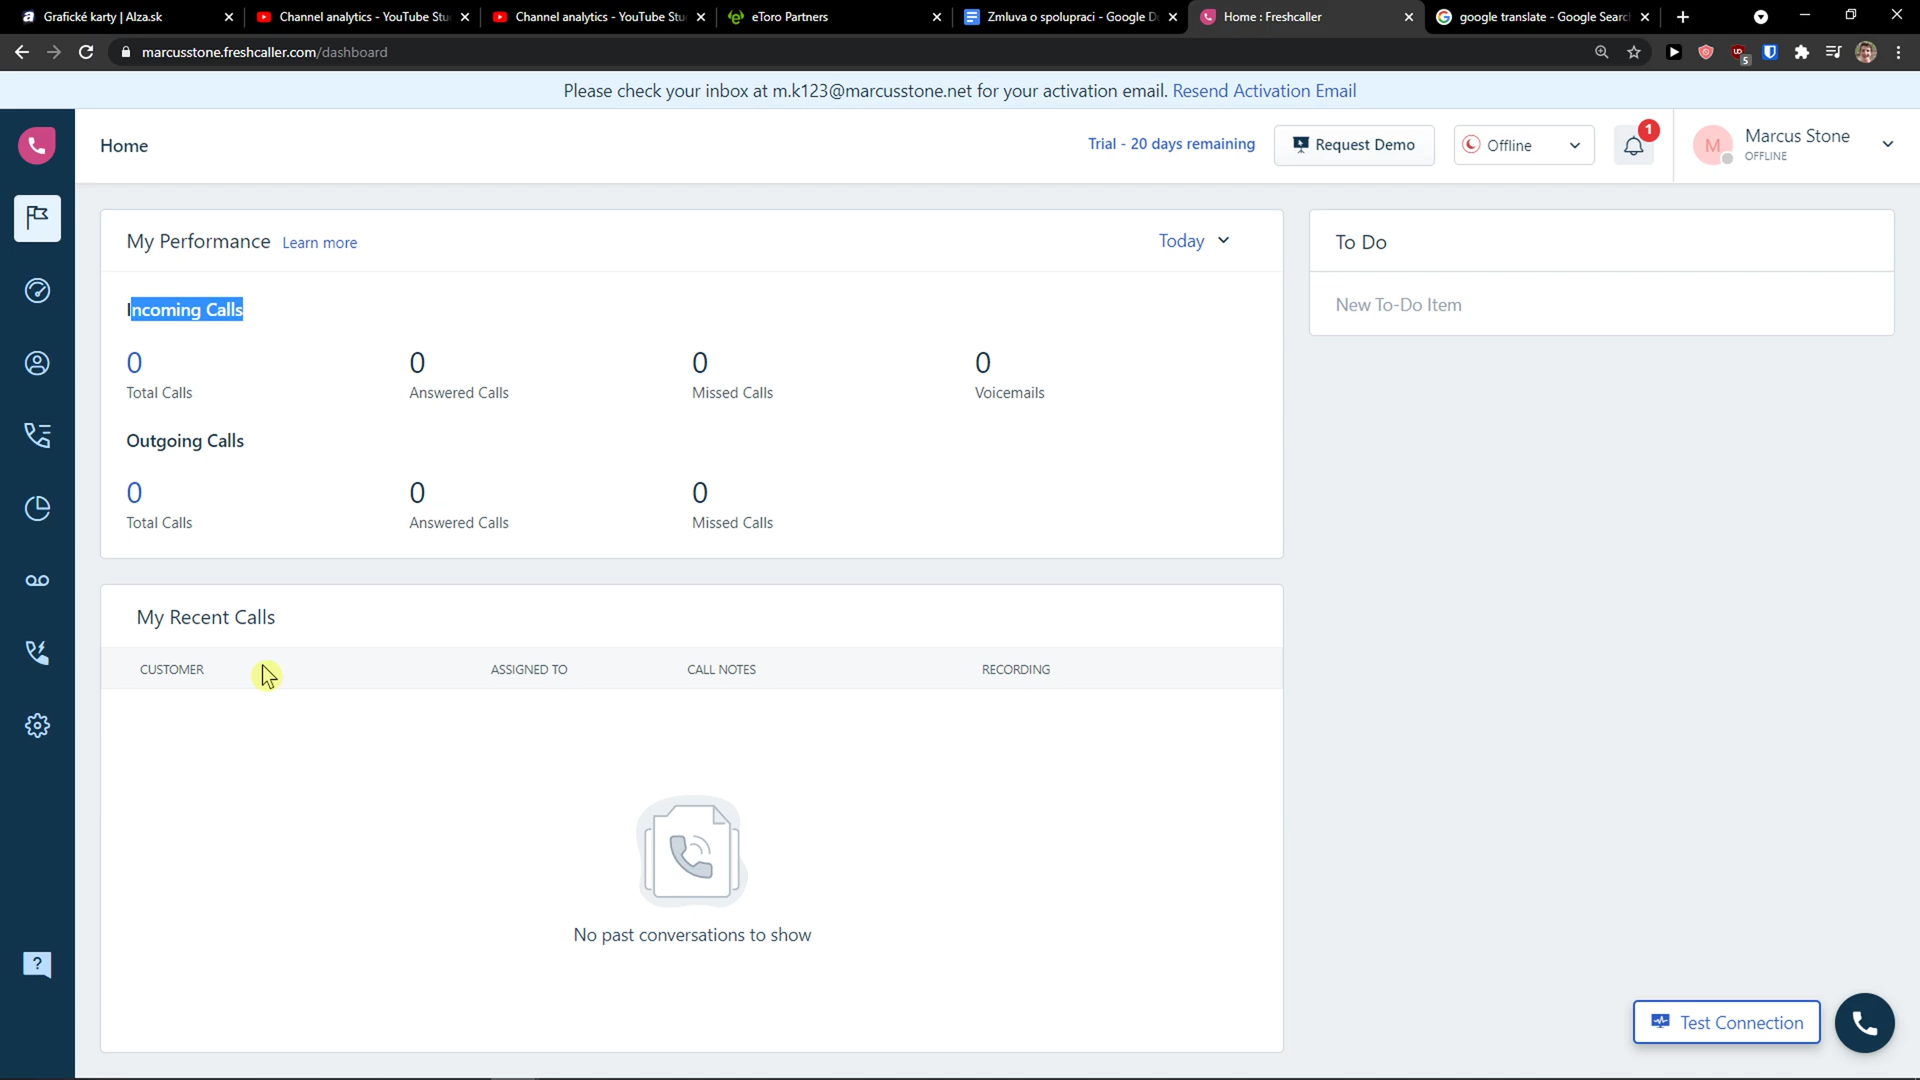 Grafické karty | Alza.sk
Channel analytics - YouTube Stu
Channel analytics - YouTube Stu
eToro Partners
Zmluva o spolupraci - Google D
Home : Freshcaller
google translate - Google Searc
marcusstone.freshcaller.com/dashboard
5
Please check your inbox at m.k123@marcusstone.net for your activation email. Resend Activation Email
Home
Trial - 20 days remaining
Request Demo
Offline
1
M
Marcus Stone
OFFLINE
My Performance Learn more
Today
To Do
New To-Do Item
Incoming Calls
0 0 0 0
Total Calls Answered Calls Missed Calls Voicemails
Outgoing Calls
0 0 0
Total Calls Answered Calls Missed Calls
My Recent Calls
CUSTOMER ASSIGNED TO CALL NOTES RECORDING
No past conversations to show
?
Test Connection